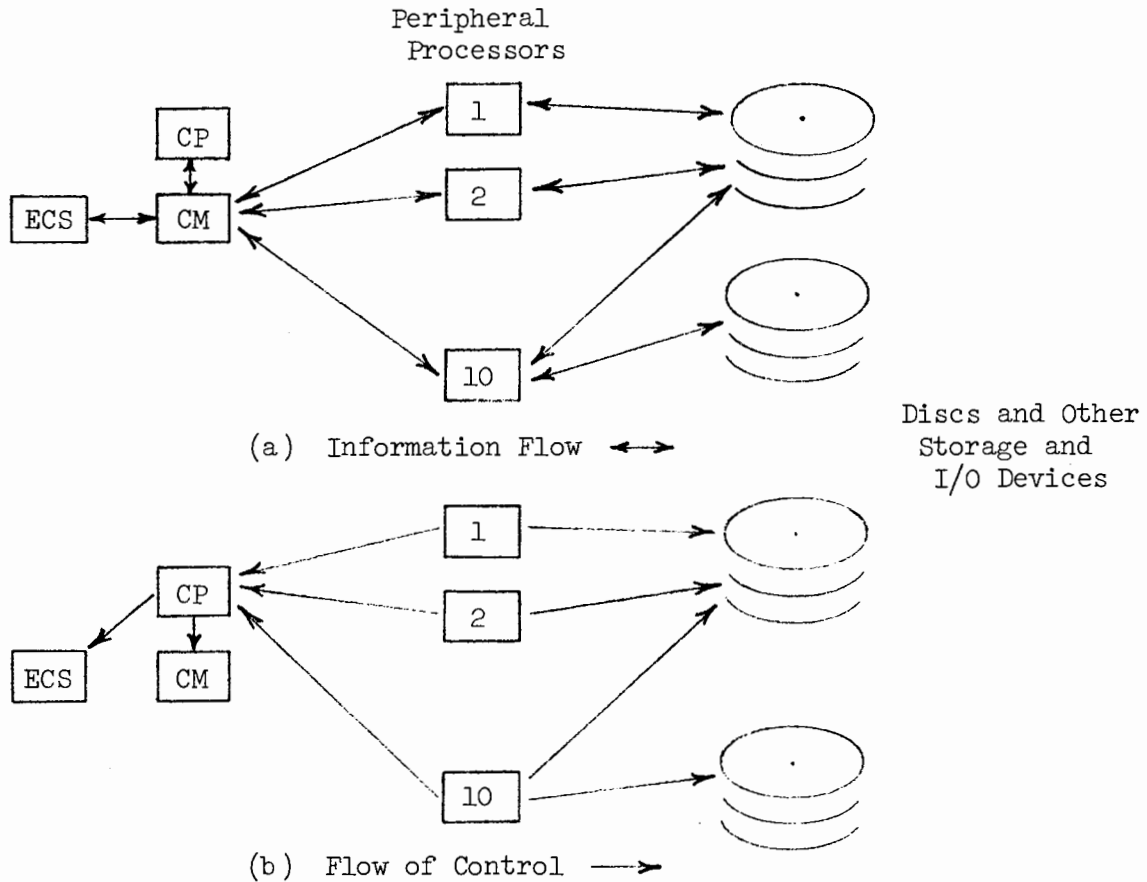 Peripheral
Processors
1
CP
2
ECS
CM
10
(a) Information Flow
Discs and Other
Storage and
I/O Devices
1
CP
2
ECS
CM
10
(b) Flow of Control